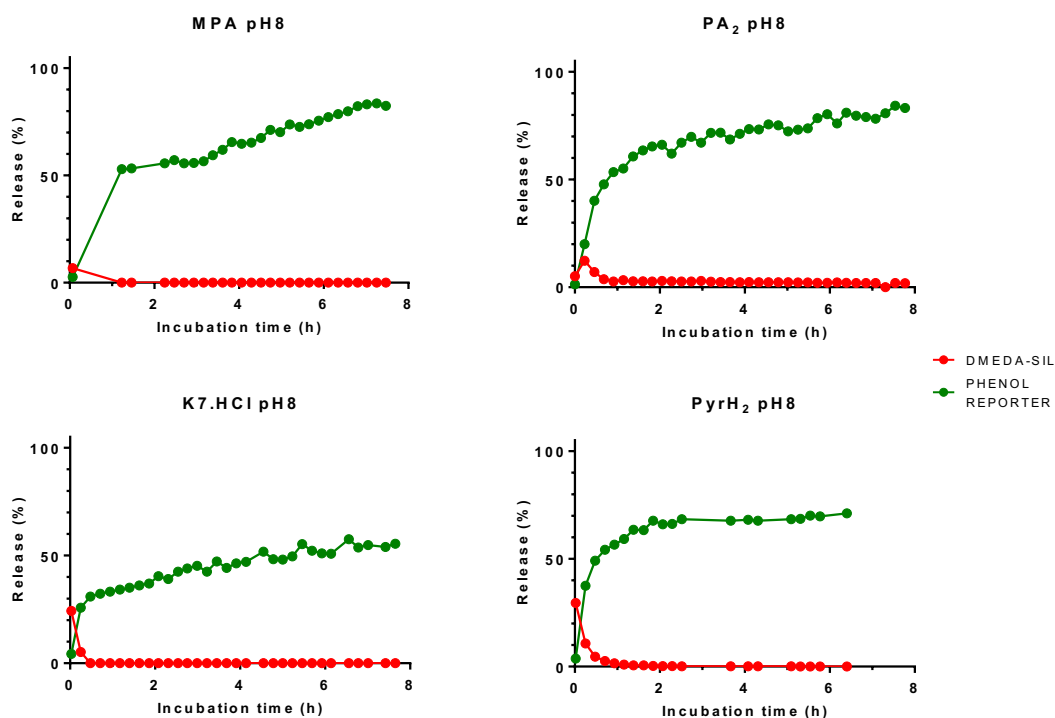 MPA pH8
100
50
0
Release (%)
0 2 4 6 8
Incubation time (h)
PA₂ pH8
100
50
0
Release (%)
0 2 4 6 8
Incubation time (h)
DMEDA-SIL
PHENOL
REPORTER
K7.HCl pH8
100
50
0
Release (%)
0 2 4 6 8
Incubation time (h)
PyrH₂ pH8
100
50
0
Release (%)
0 2 4 6 8
Incubation time (h)